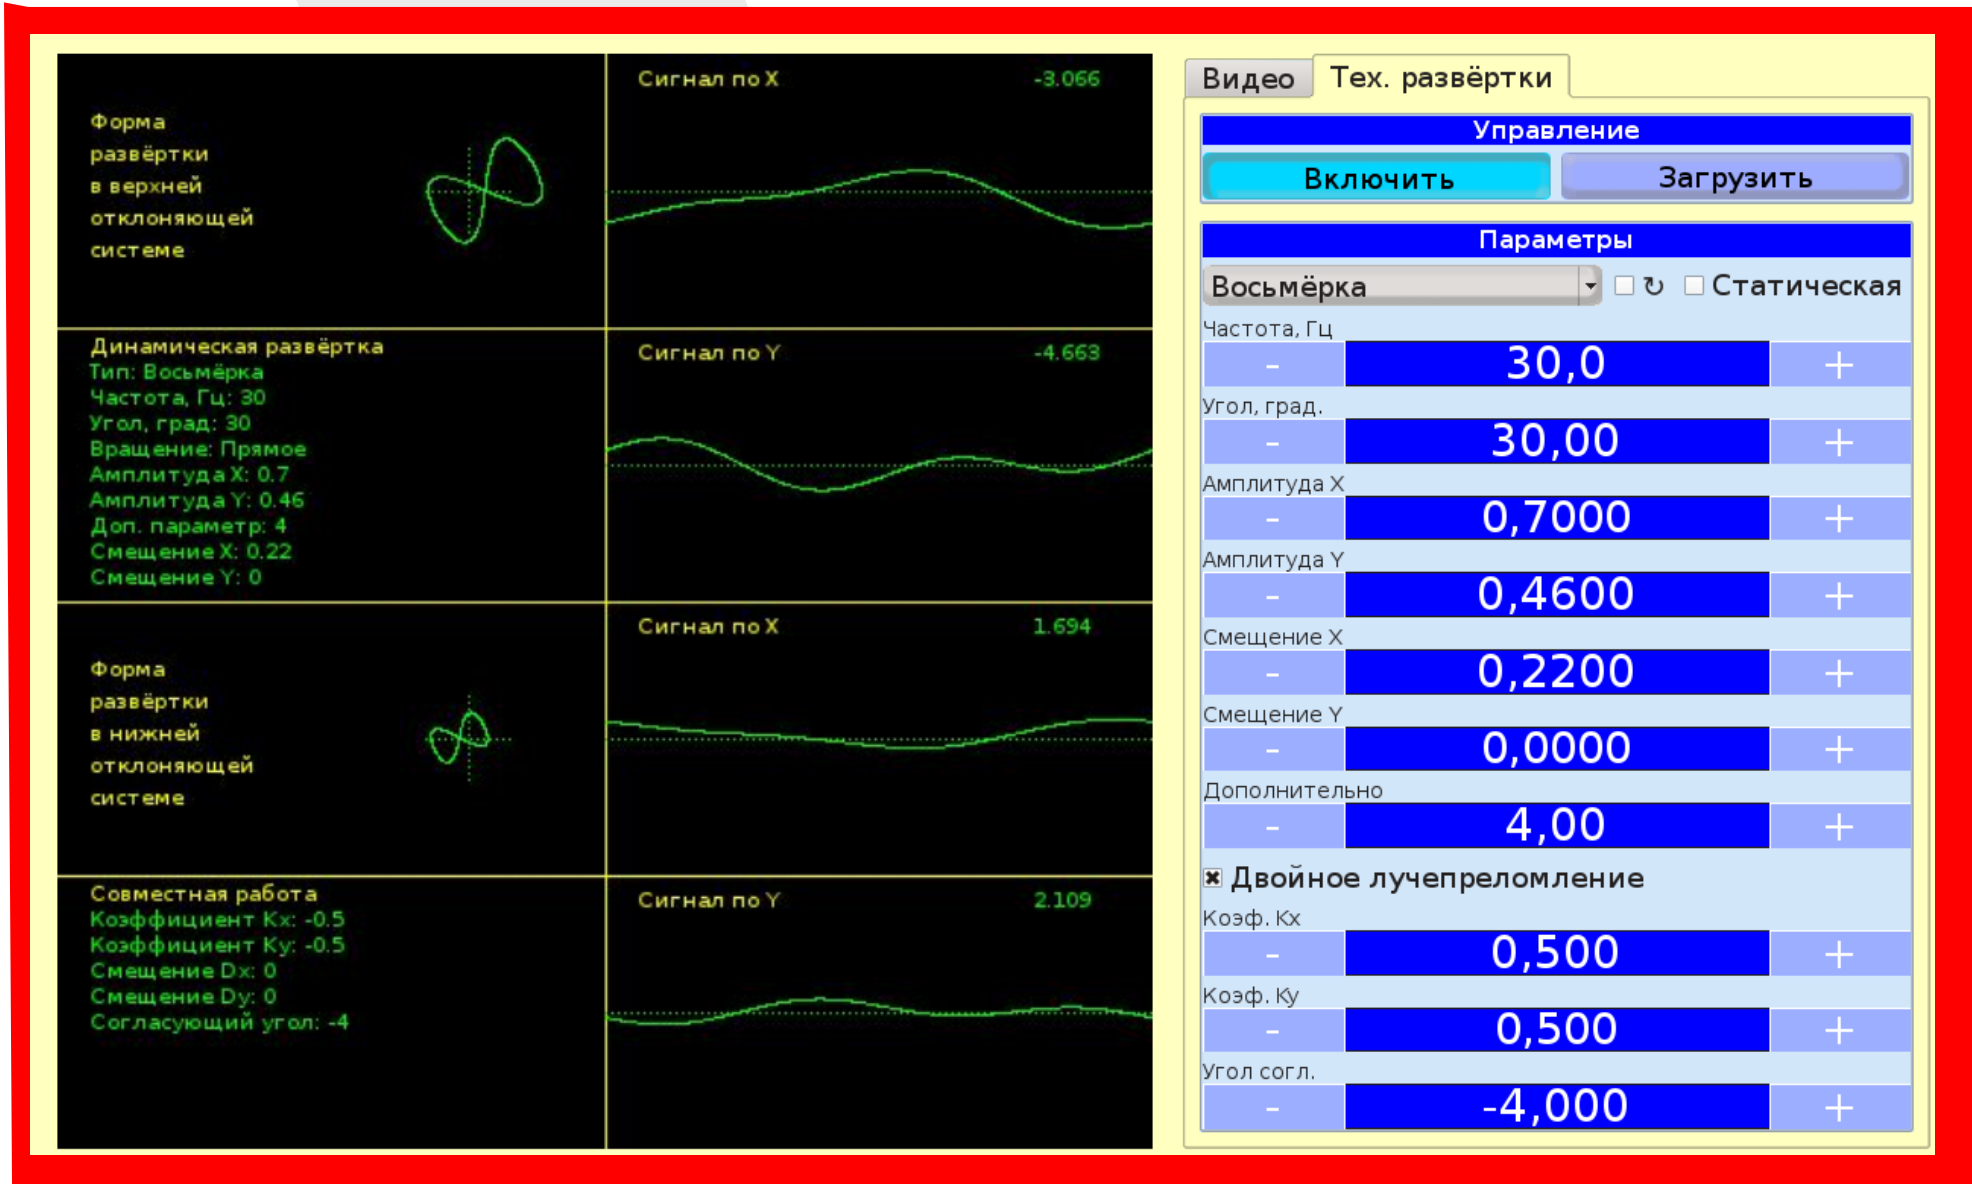 Форма
развёртки
в верхней
отклоняющей
системе
Сигнал по X
-3.066
Динамическая развёртка
Тип: Восьмёрка
Частота, Гц: 30
Угол, град: 30
Вращение: Прямое
Амплитуда X: 0.7
Амплитуда Y: 0.46
Доп. параметр: 4
Смещение X: 0.22
Смещение Y: 0
Сигнал по Y
-4.663
Форма
развёртки
в нижней
отклоняющей
системе
Сигнал по X
1.694
Совместная работа
Коэффициент Kx: -0.5
Коэффициент Ky: -0.5
Смещение Dx: 0
Смещение Dy: 0
Согласующий угол: -4
Сигнал по Y
2.109
Видео
Тех. развёртки
Управление
Включить
Загрузить
Параметры
Восьмёрка
↻
Статическая
Частота, Гц
- 30,0 +
Угол, град.
- 30,00 +
Амплитуда X
- 0,7000 +
Амплитуда Y
- 0,4600 +
Смещение X
- 0,2200 +
Смещение Y
- 0,0000 +
Дополнительно
- 4,00 +
Двойное лучепреломление
Коэф. Kx
- 0,500 +
Коэф. Ky
- 0,500 +
Угол согл.
- -4,000 +